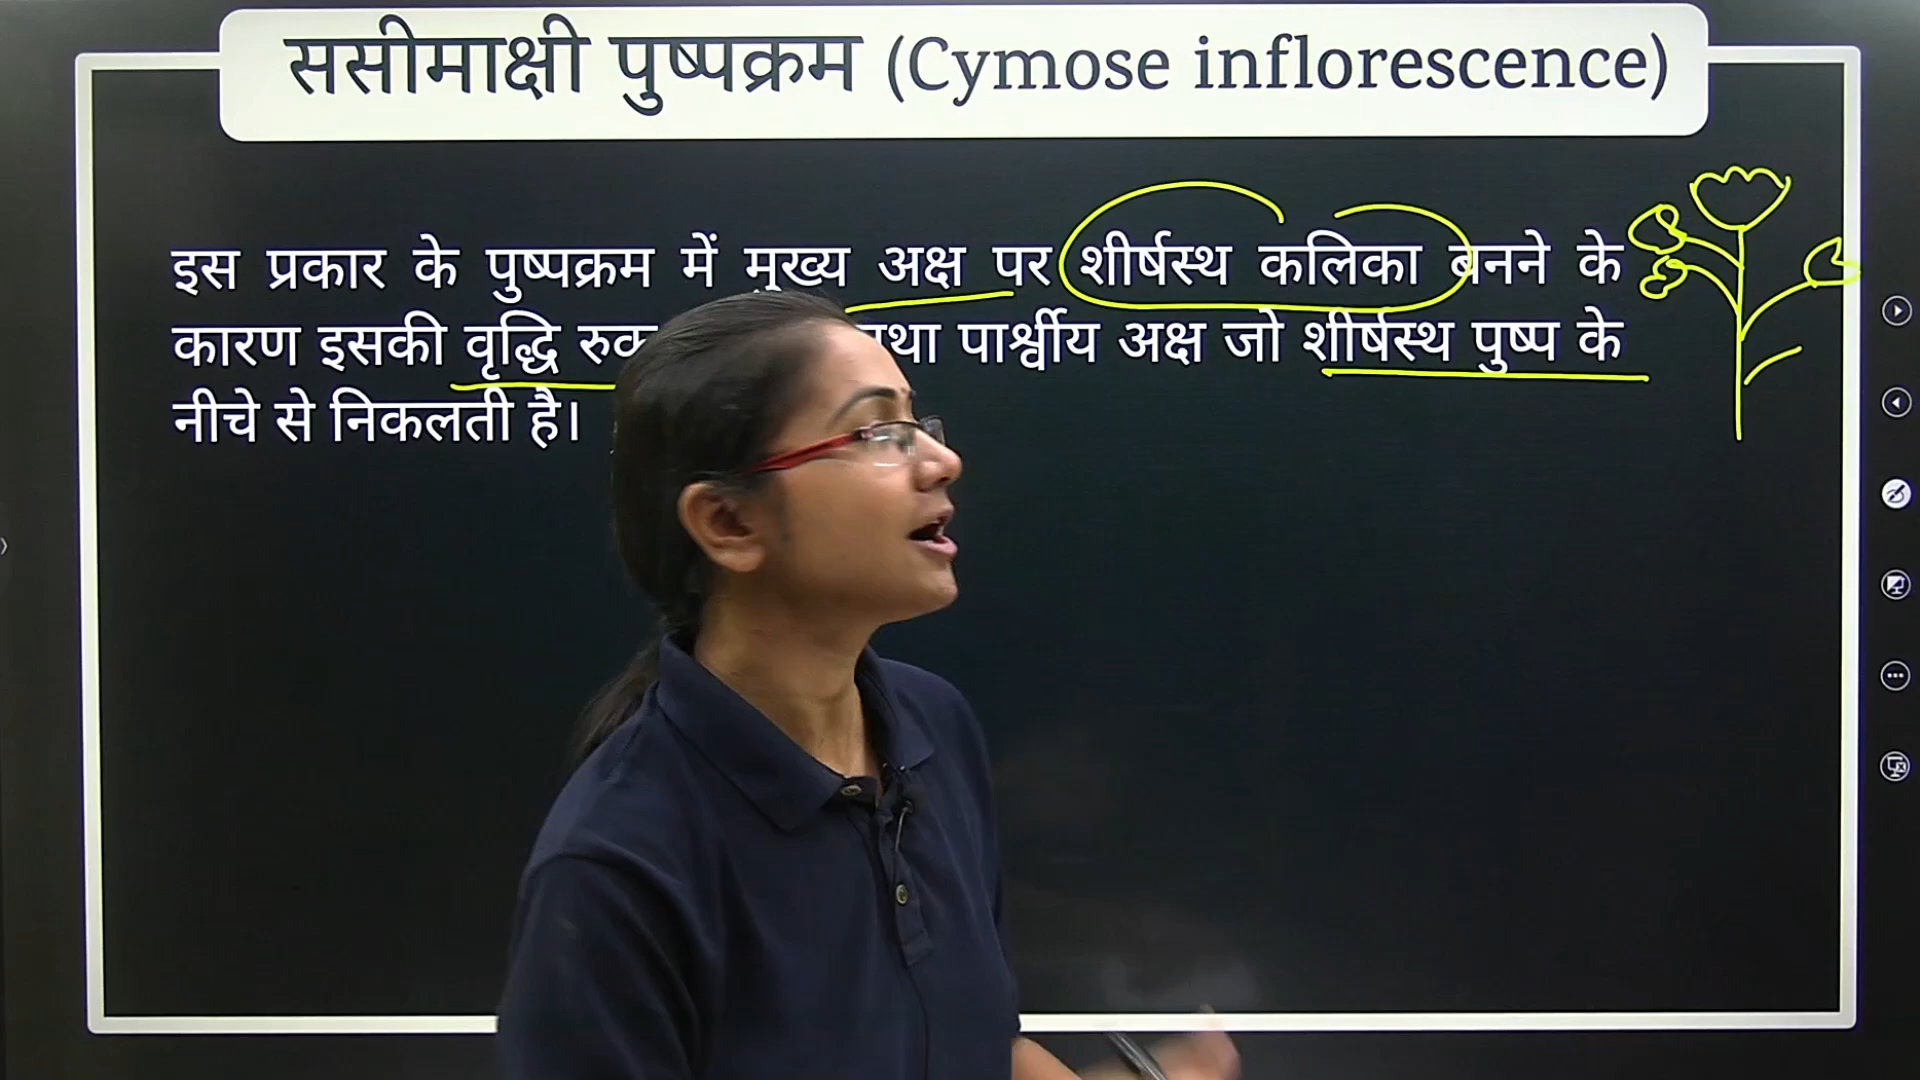 ससीमाक्षी पुष्पक्रम (Cymose inflorescence)
इस प्रकार के पुष्पक्रम में मुख्य अक्ष पर शीर्षस्थ कलिका बनने के
कारण इसकी वृद्धि पार्श्वीय अक्ष जो शीर्षस्थ पुष्प के
नीचे से निकलती है।